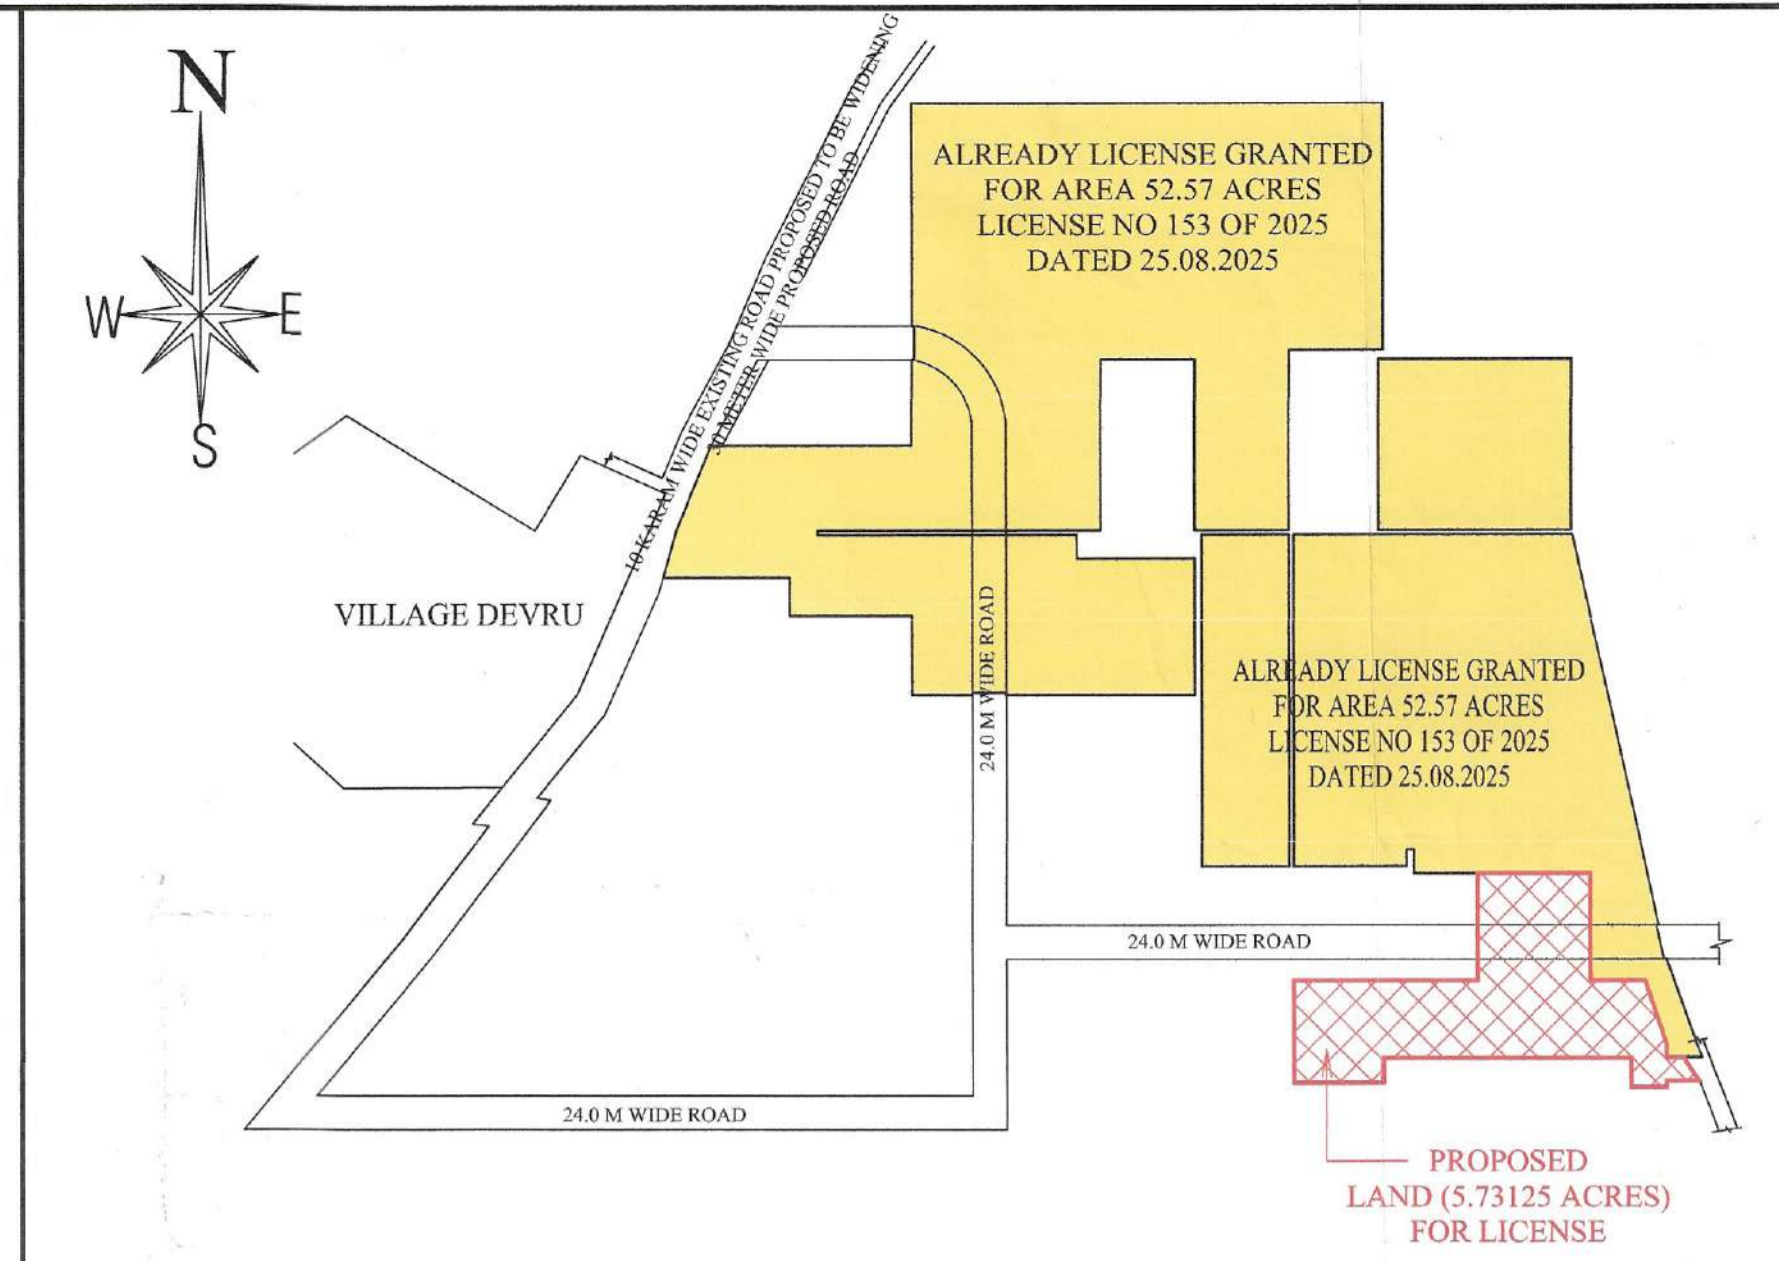 N
W E
S
10 KARAM WIDE EXISTING ROAD PROPOSED TO BE WIDENING
30 METER WIDE PROPOSED ROAD
ALREADY LICENSE GRANTED
FOR AREA 52.57 ACRES
LICENSE NO 153 OF 2025
DATED 25.08.2025
VILLAGE DEVRU
24.0 M WIDE ROAD
ALREADY LICENSE GRANTED
FOR AREA 52.57 ACRES
LICENSE NO 153 OF 2025
DATED 25.08.2025
24.0 M WIDE ROAD
24.0 M WIDE ROAD
PROPOSED
LAND (5.73125 ACRES)
FOR LICENSE